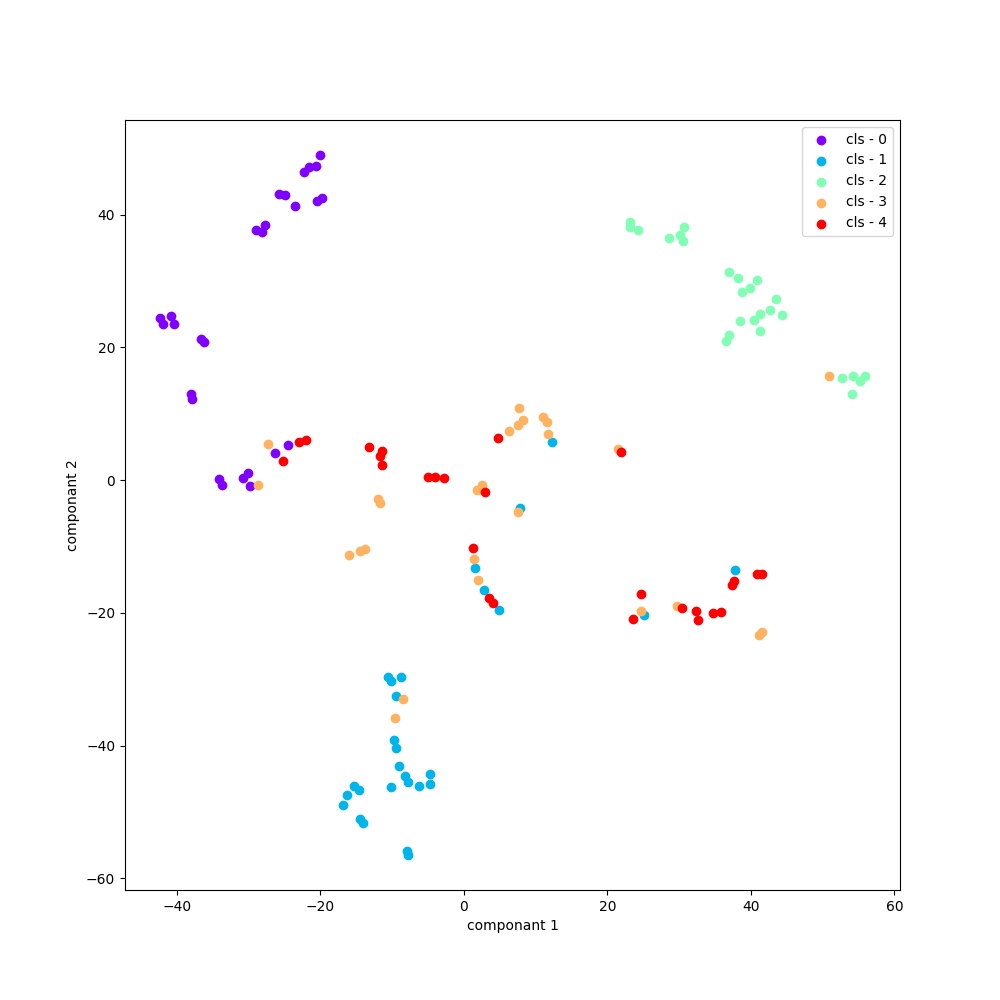 cls - 0
cls - 1
cls - 2
cls - 3
cls - 4
40
20
0
−20
−40
−60
componant 2
−40
−20
0
20
40
60
componant 1